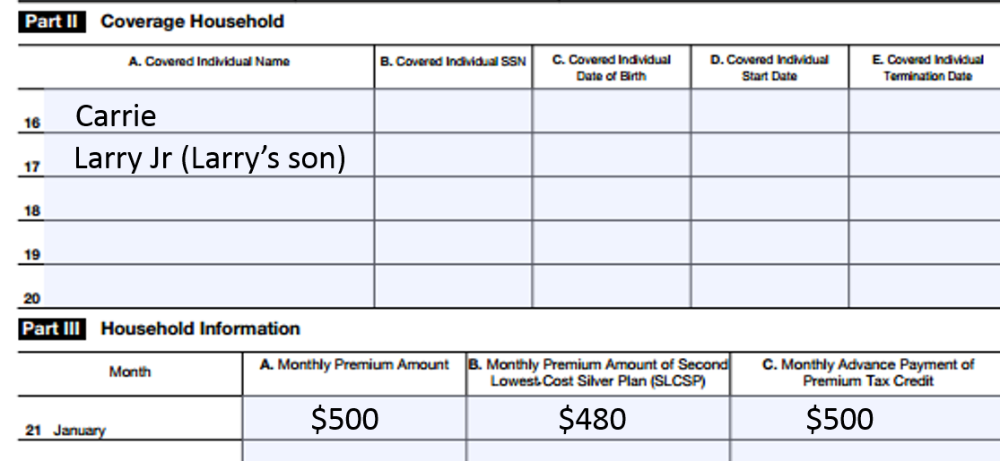 Part II Coverage Household
A. Covered Individual Name B. Covered Individual SSN C. Covered Individual D. Covered Individual E. Covered Individual
Date of Birth Start Date Termination Date
16 Carrie
17 Larry Jr (Larry’s son)
18
19
20
Part III Household Information
Month A. Monthly Premium Amount B. Monthly Premium Amount of Second C. Monthly Advance Payment of
Lowest Cost Silver Plan (SLCSP) Premium Tax Credit
21 January $500 $480 $500